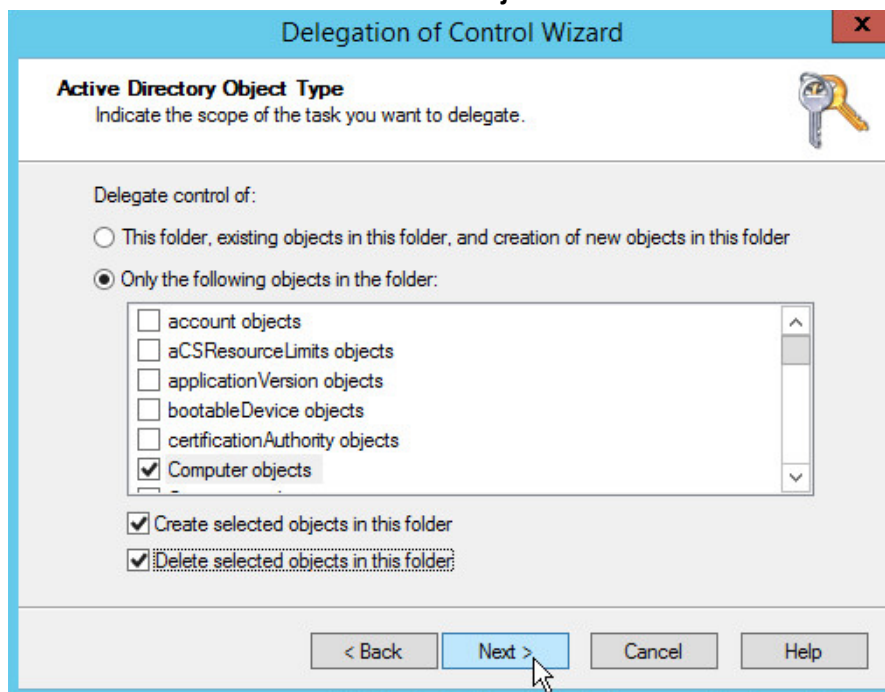 Delegation of Control Wizard
x
Active Directory Object Type
Indicate the scope of the task you want to delegate.
Delegate control of:
This folder, existing objects in this folder, and creation of new objects in this folder
Only the following objects in the folder:
account objects
aCSResourceLimits objects
applicationVersion objects
bootableDevice objects
certificationAuthority objects
Computer objects
Create selected objects in this folder
Delete selected objects in this folder
< Back Next > Cancel Help